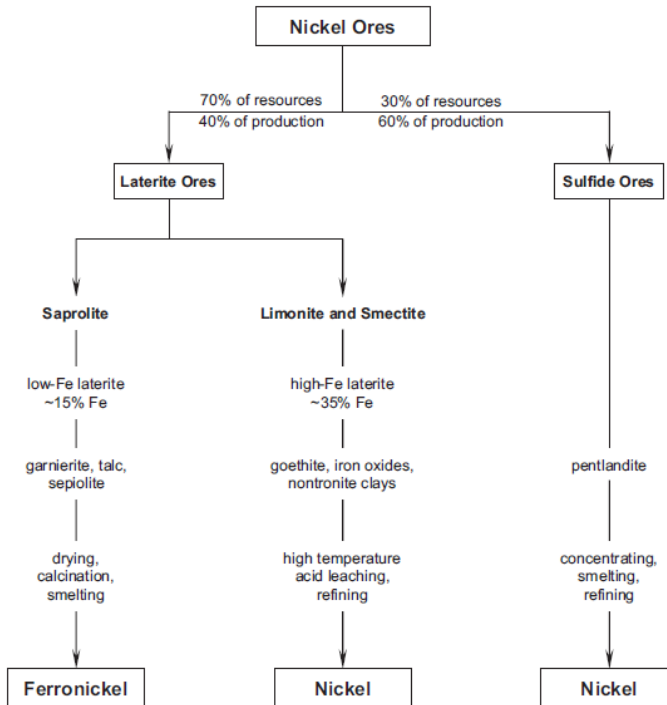 Nickel Ores
70% of resources
40% of production
30% of resources
60% of production
Laterite Ores
Sulfide Ores
Saprolite
Limonite and Smectite
low-Fe laterite
~15% Fe
high-Fe laterite
~35% Fe
garnierite, talc,
sepiolite
goethite, iron oxides,
nontronite clays
pentlandite
drying,
calcination,
smelting
high temperature
acid leaching,
refining
concentrating,
smelting,
refining
Ferronickel
Nickel
Nickel